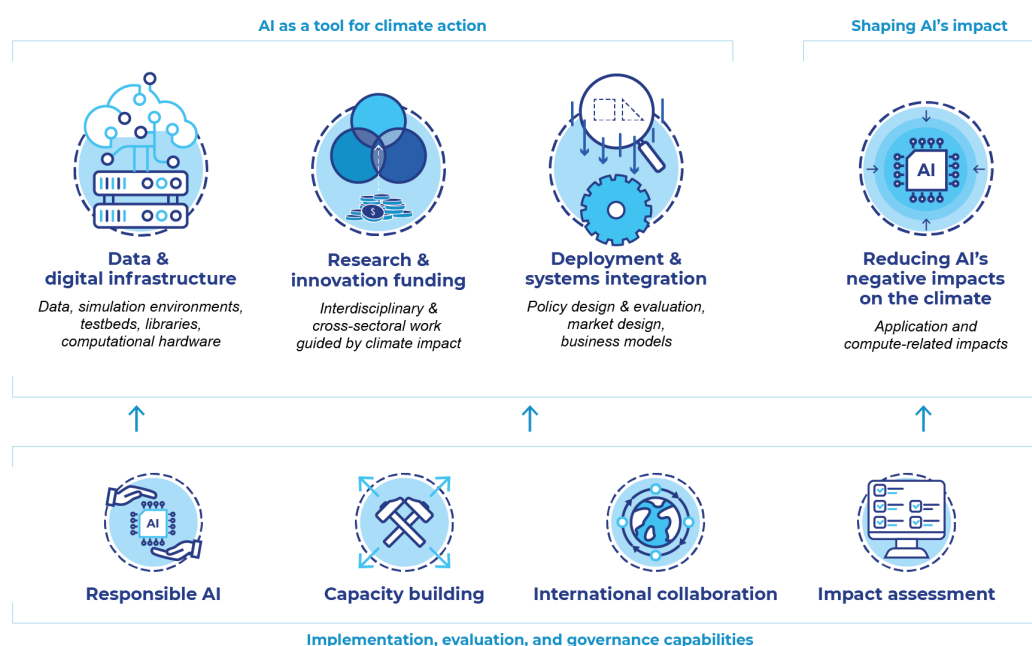 AI as a tool for climate action
Shaping AI's impact
AI
$
Data &
digital infrastructure
Data, simulation environments,
testbeds, libraries,
computational hardware
Research &
innovation funding
Interdisciplinary &
cross-sectoral work
guided by climate impact
Deployment &
systems integration
Policy design & evaluation,
market design,
business models
Reducing AI's
negative impacts
on the climate
Application and
compute-related impacts
AI
Responsible AI
Capacity building
International collaboration
Impact assessment
Implementation, evaluation, and governance capabilities